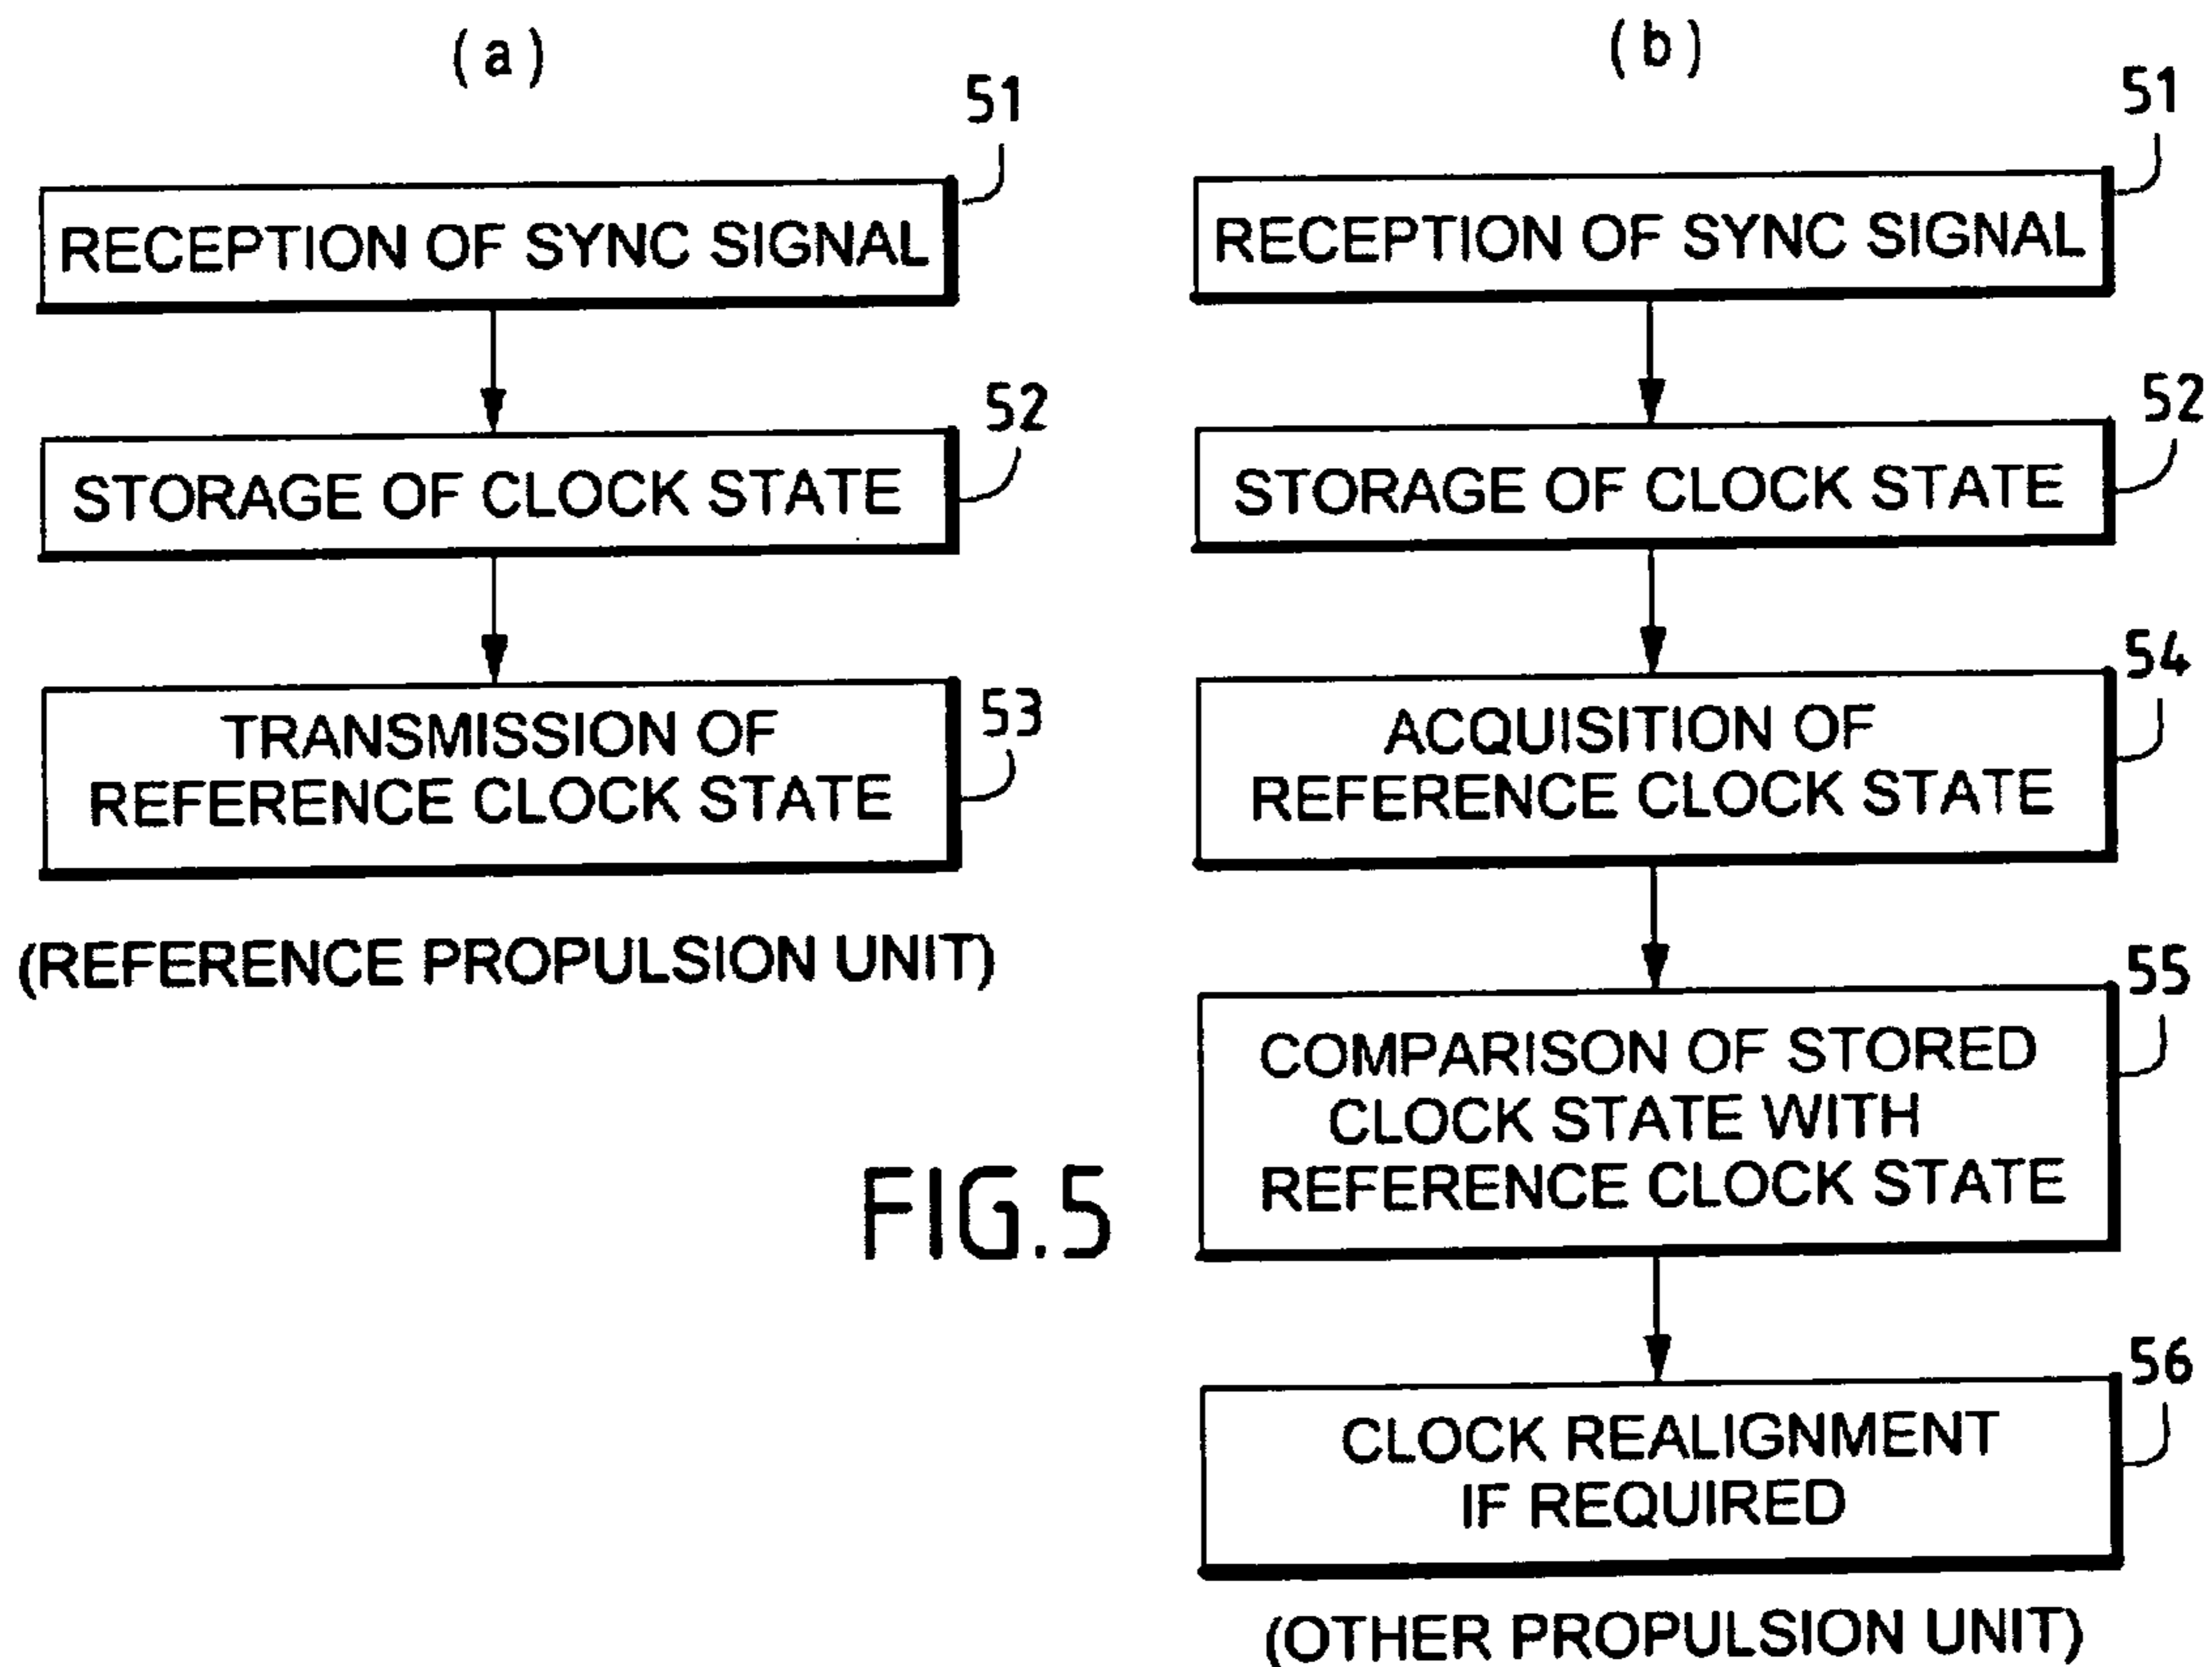 (a)
51
RECEPTION OF SYNC SIGNAL
52
STORAGE OF CLOCK STATE
53
TRANSMISSION OF
REFERENCE CLOCK STATE
(REFERENCE PROPULSION UNIT)
(b)
51
RECEPTION OF SYNC SIGNAL
52
STORAGE OF CLOCK STATE
54
ACQUISITION OF
REFERENCE CLOCK STATE
55
COMPARISON OF STORED
CLOCK STATE WITH
REFERENCE CLOCK STATE
56
CLOCK REALIGNMENT
IF REQUIRED
(OTHER PROPULSION UNIT)
FIG.5